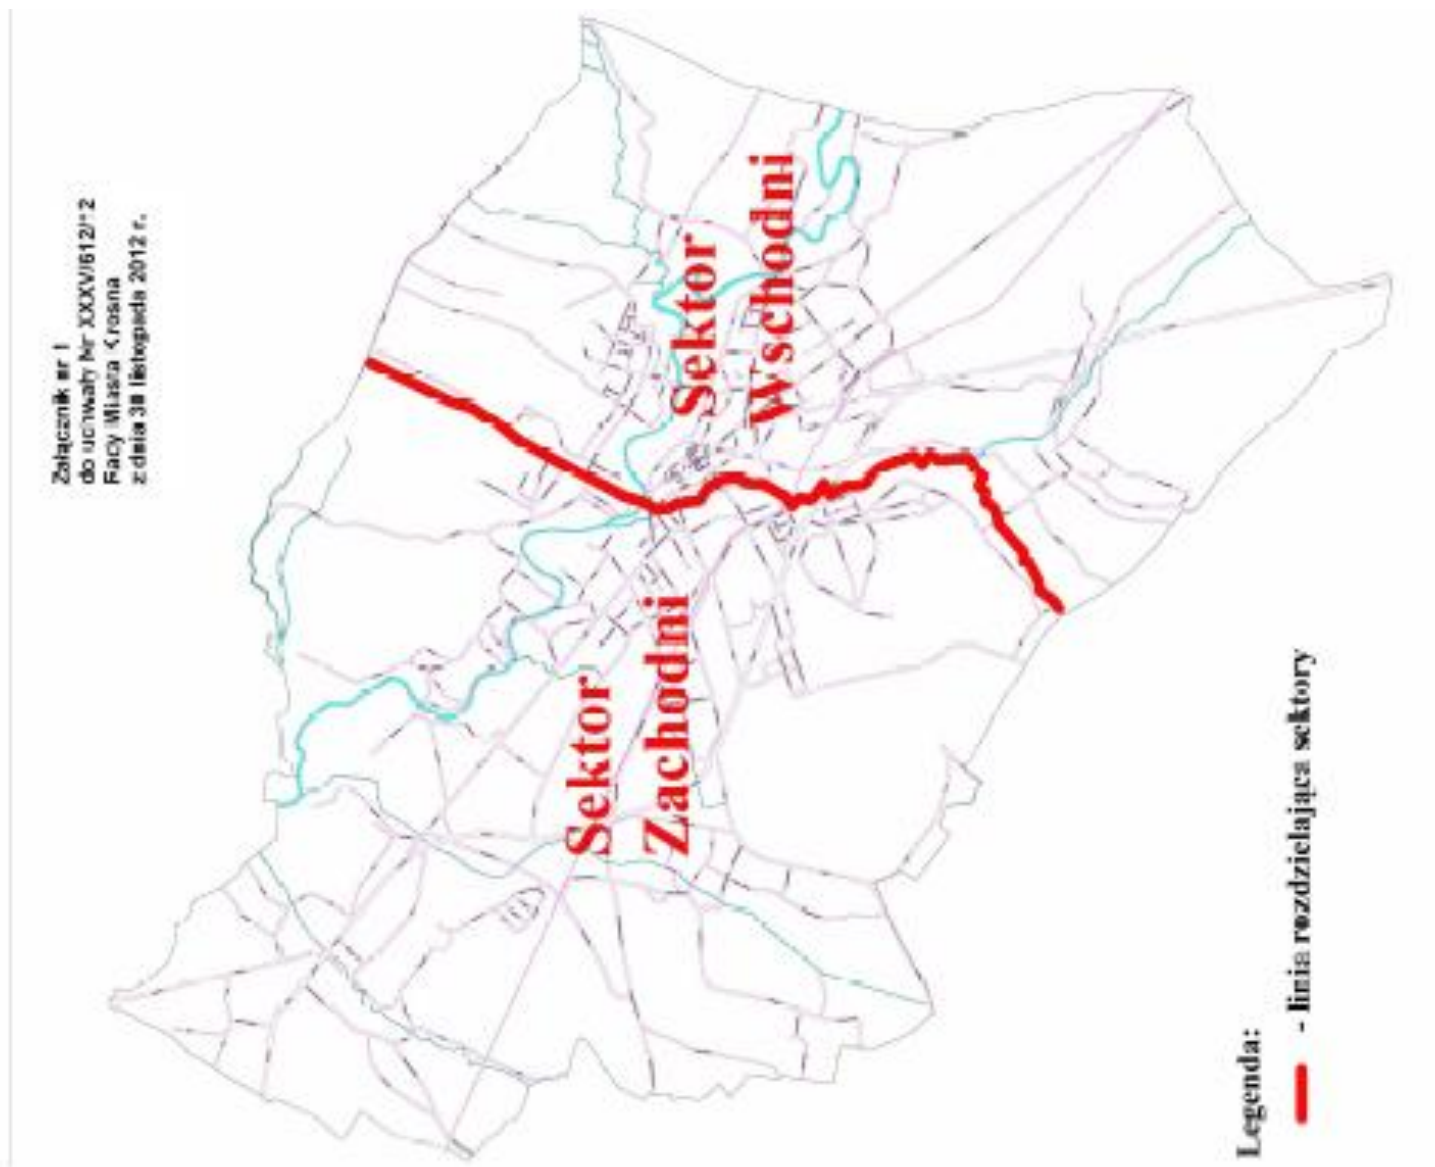 Załącznik nr 1
do uchwały Nr XXXV/612/12
Rady Miasta Krosna
z dnia 30 listopada 2012 r.
Sektor
Zachodni
Sektor
Wschodni
Legenda:
- linia rozdzielająca sektory